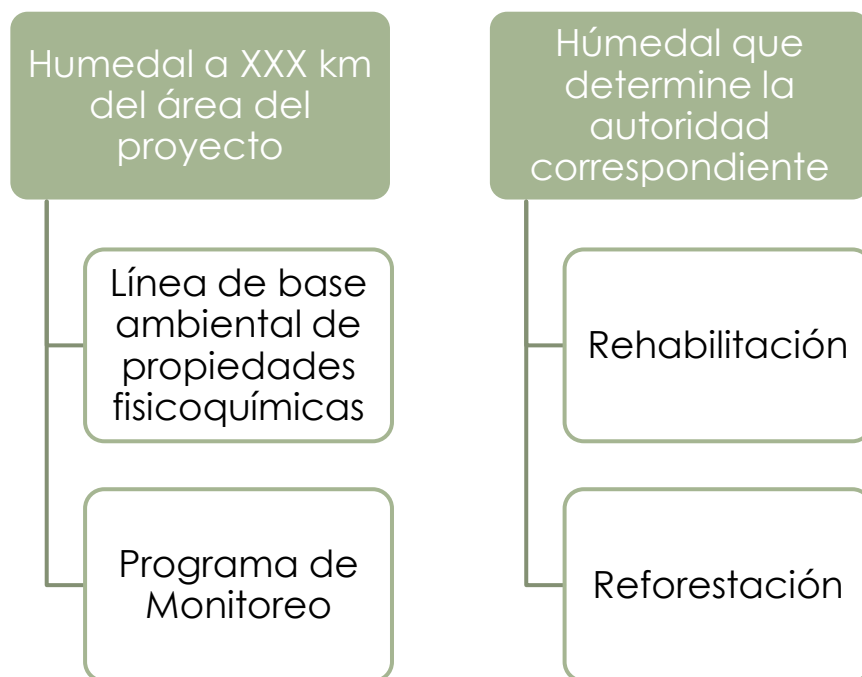 Humedal a XXX km
del área del
proyecto
Línea de base
ambiental de
propiedades
fisicoquímicas
Programa de
Monitoreo
Húmedal que
determine la
autoridad
correspondiente
Rehabilitación
Reforestación